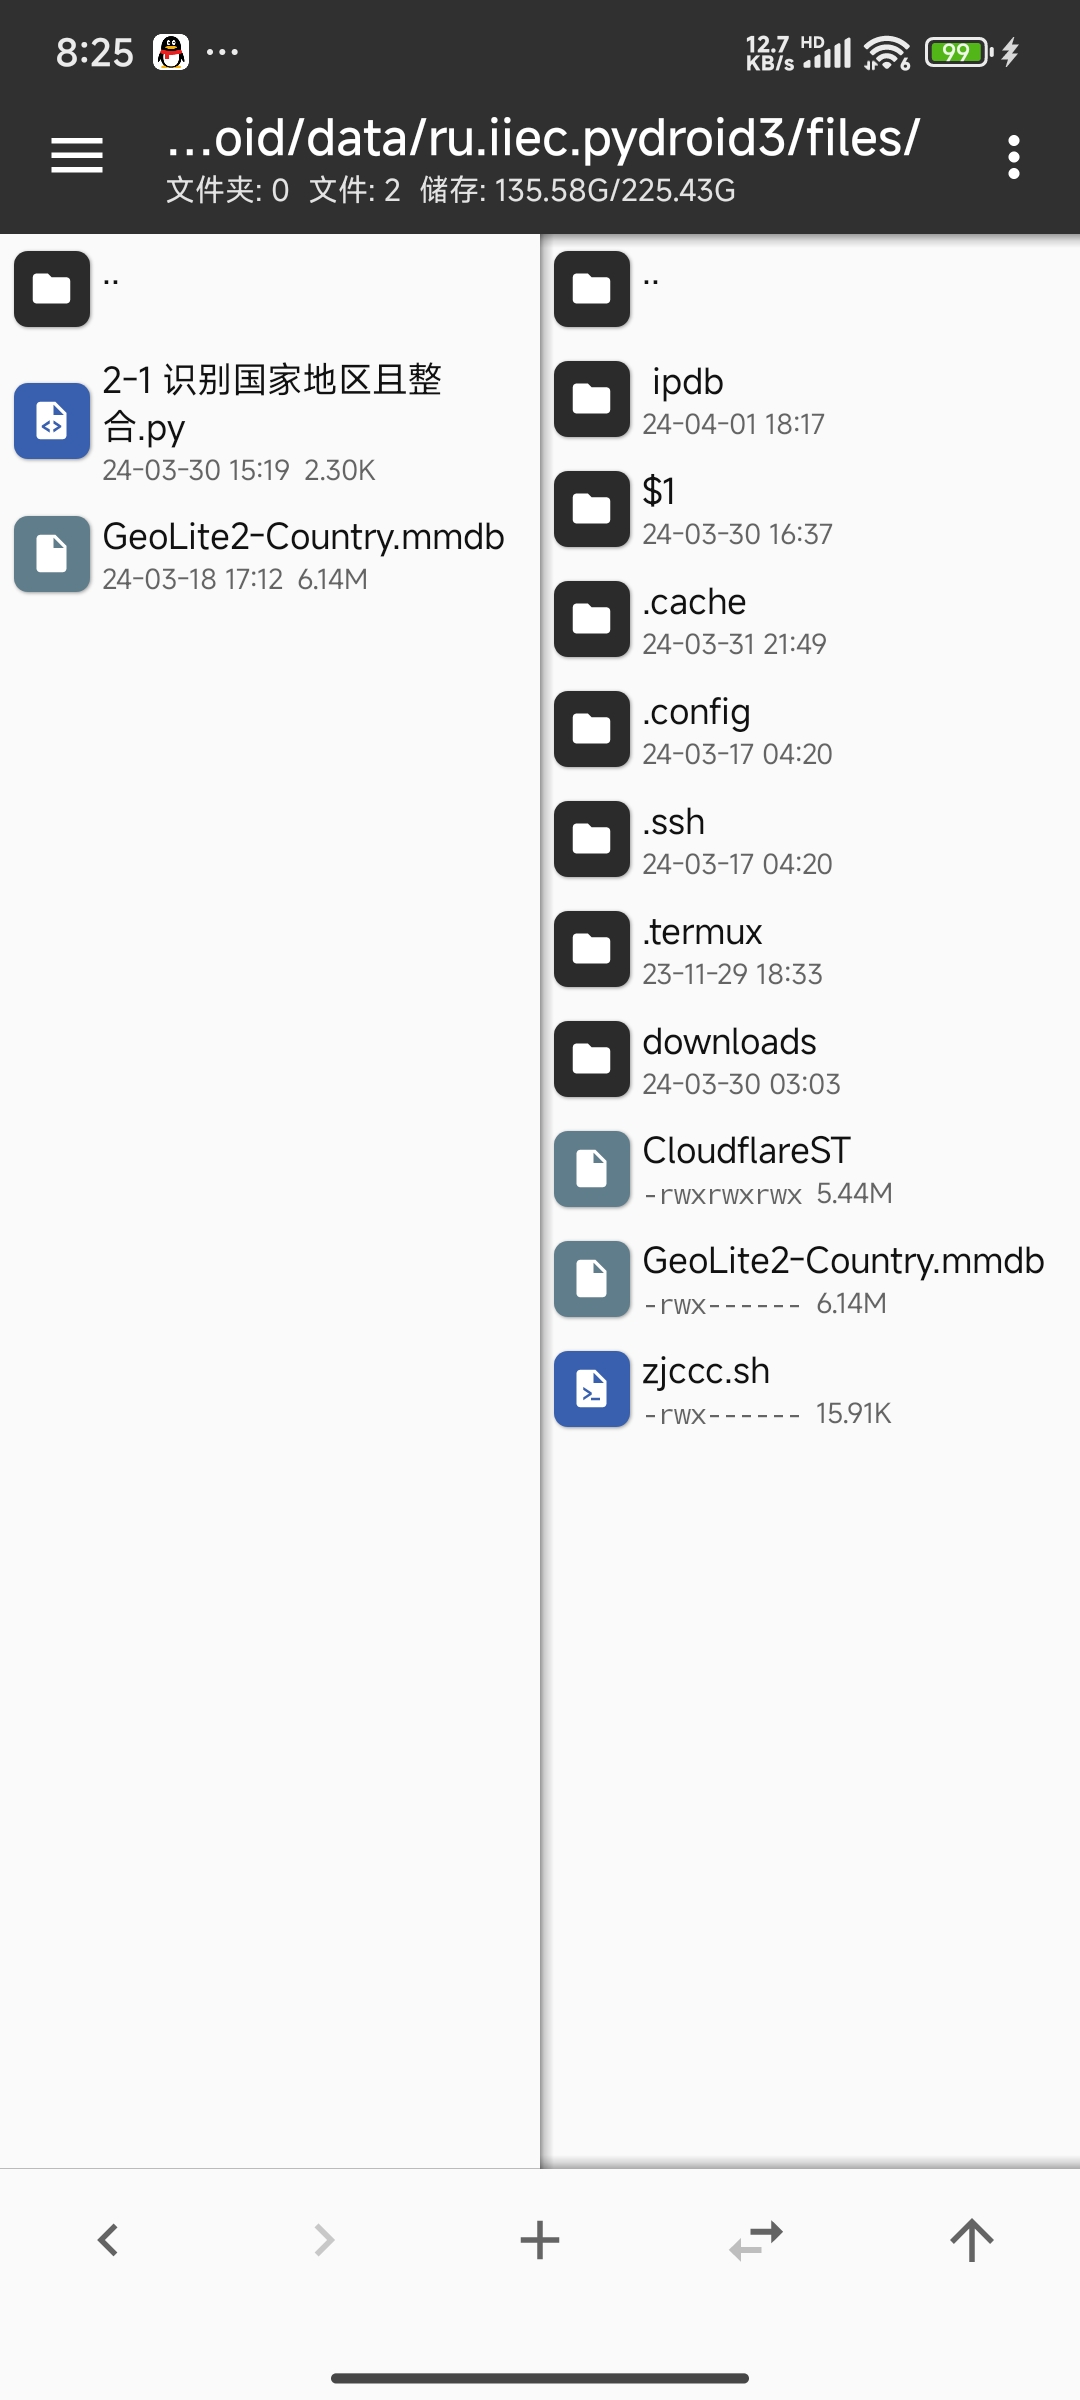 8:25 ... 12.7 KB/s HD 6 99
...oid/data/ru.iiec.pydroid3/files/
文件夹: 0 文件: 2 储存: 135.58G/225.43G
..
2-1 识别国家地区且整
合.py
24-03-30 15:19 2.30K
GeoLite2-Country.mmdb
24-03-18 17:12 6.14M
..
ipdb
24-04-01 18:17
$1
24-03-30 16:37
.cache
24-03-31 21:49
.config
24-03-17 04:20
.ssh
24-03-17 04:20
.termux
23-11-29 18:33
downloads
24-03-30 03:03
CloudflareST
-rwxrwxrwx 5.44M
GeoLite2-Country.mmdb
-rwx------ 6.14M
zjccc.sh
-rwx------ 15.91K